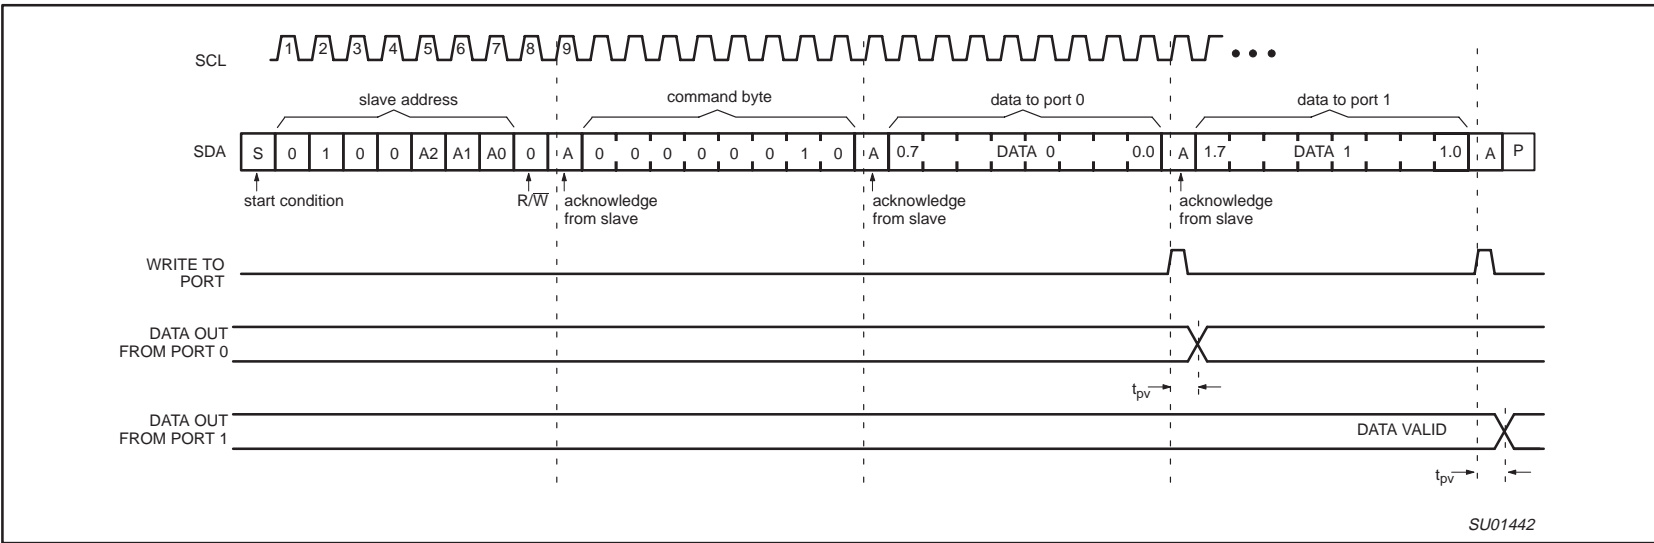 SCL 1 2 3 4 5 6 7 8 9
slave address command byte data to port 0 data to port 1
SDA S 0 1 0 0 A2 A1 A0 0 A 0 0 0 0 0 0 1 0 A 0.7 DATA 0 0.0 A 1.7 DATA 1 1.0 A P
start condition R/W̅ acknowledge acknowledge acknowledge
from slave from slave from slave
WRITE TO
PORT
DATA OUT
FROM PORT 0
tpv
DATA OUT
FROM PORT 1
DATA VALID
tpv
SU01442